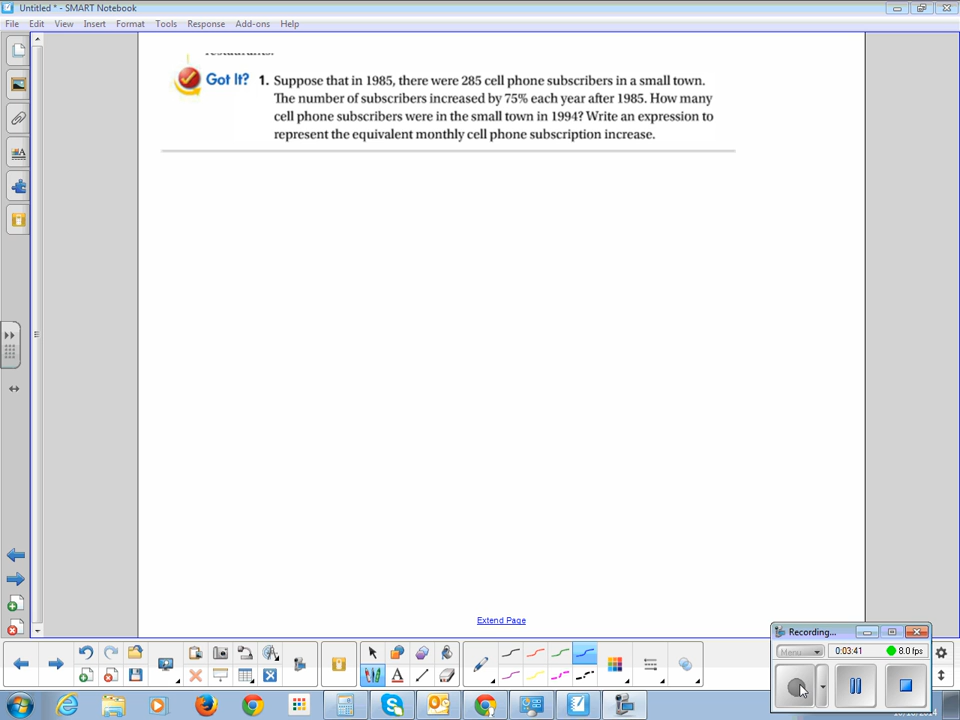 Untitled * - SMART Notebook
File Edit View Insert Format Tools Response Add-ons Help
Got It? 1. Suppose that in 1985, there were 285 cell phone subscribers in a small town.
The number of subscribers increased by 75% each year after 1985. How many
cell phone subscribers were in the small town in 1994? Write an expression to
represent the equivalent monthly cell phone subscription increase.
Extend Page
Recording...
Menu 0:03:41 8.0 fps